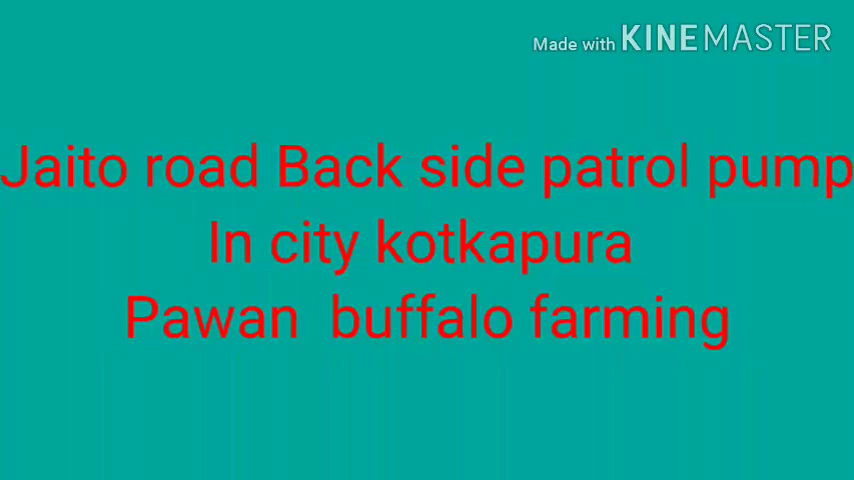 Made with KINEMASTER
Jaito road Back side patrol pump
In city kotkapura
Pawan buffalo farming